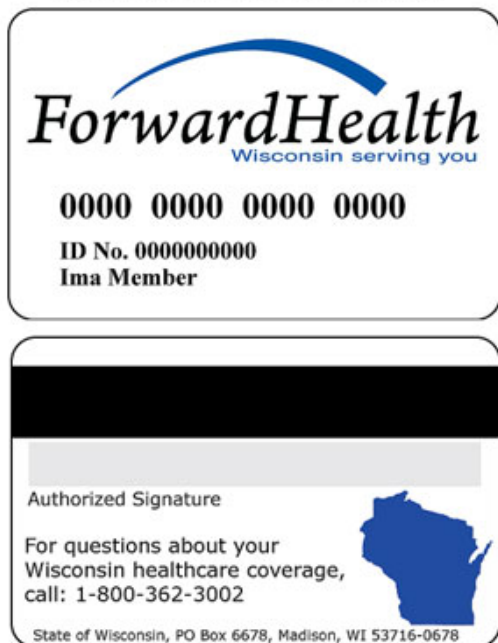 ForwardHealth
Wisconsin serving you
0000 0000 0000 0000
ID No. 0000000000
Ima Member
Authorized Signature
For questions about your
Wisconsin healthcare coverage,
call: 1-800-362-3002
State of Wisconsin, PO Box 6678, Madison, WI 53716-0678